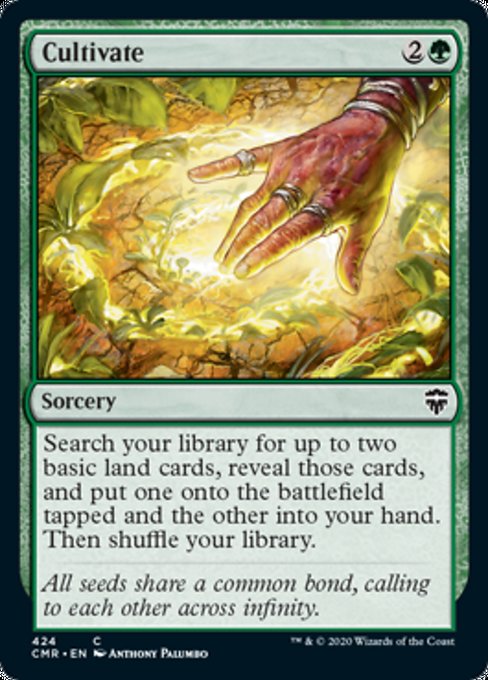 Cultivate 2
Sorcery
Search your library for up to two
basic land cards, reveal those cards,
and put one onto the battlefield
tapped and the other into your hand.
Then shuffle your library.
All seeds share a common bond, calling
to each other across infinity.
424 C
CMR • EN Anthony Palumbo
™ & © 2020 Wizards of the Coast